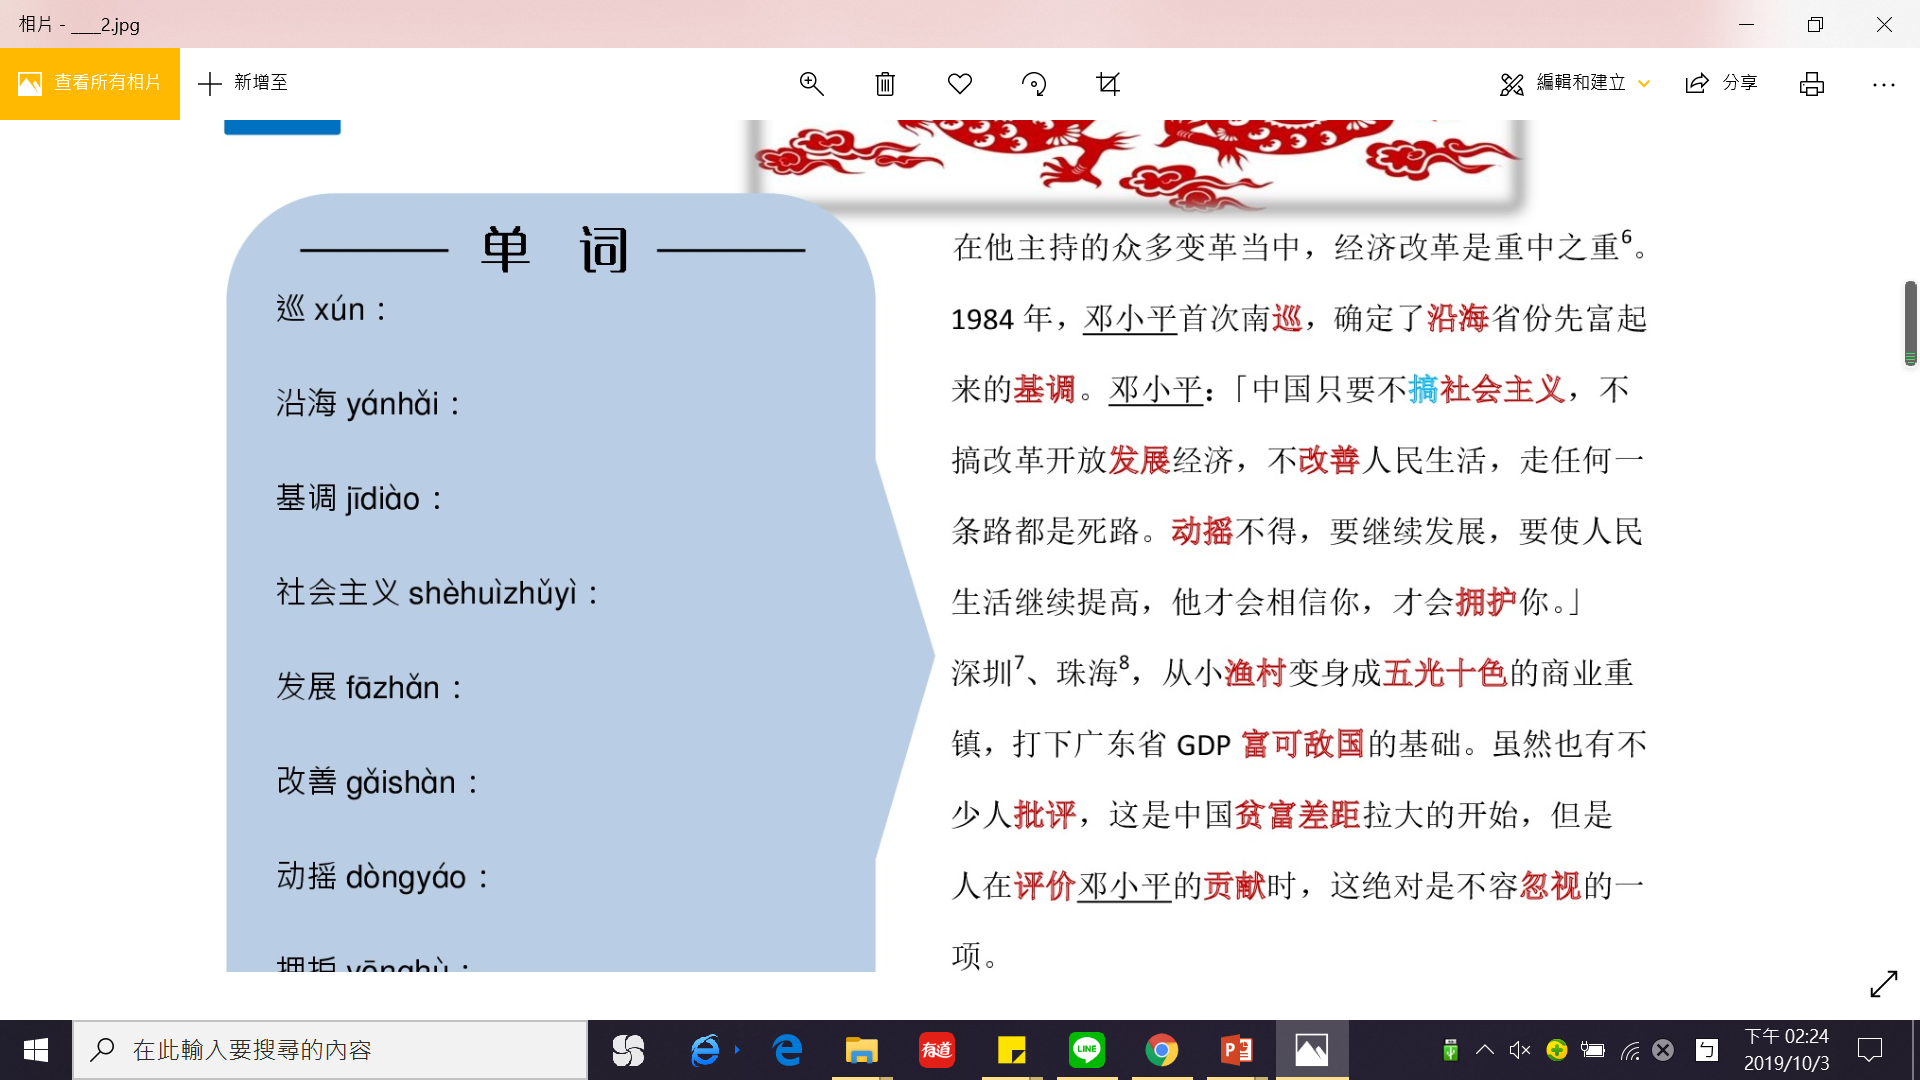 相片 - ____2.jpg
查看所有相片
新增至
編輯和建立
分享
单 词
巡 xún：
沿海 yánhǎi：
基调 jīdiào：
社会主义 shèhuìzhǔyì：
发展 fāzhǎn：
改善 gǎishàn：
动摇 dòngyáo：
拥护 yōnghù：
在他主持的众多变革当中，经济改革是重中之重6。
1984 年，邓小平首次南巡，确定了沿海省份先富起
来的基调。邓小平：「中国只要不搞社会主义，不
搞改革开放发展经济，不改善人民生活，走任何一
条路都是死路。动摇不得，要继续发展，要使人民
生活继续提高，他才会相信你，才会拥护你。」
深圳7、珠海8，从小渔村变身成五光十色的商业重
镇，打下广东省 GDP 富可敌国的基础。虽然也有不
少人批评，这是中国贫富差距拉大的开始，但是
人在评价邓小平的贡献时，这绝对是不容忽视的一
项。
在此輸入要搜尋的內容
有道
LINE
ㄅ
下午 02:24
2019/10/3